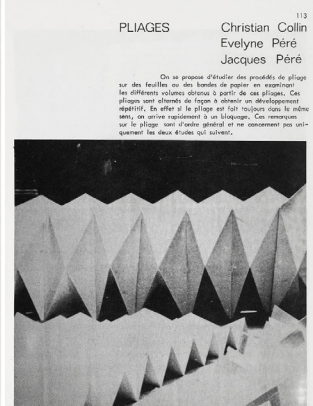 113
PLIAGES
Christian Collin
Evelyne Péré
Jacques Péré
On se propose d'étudier des procédés de pliage
sur des feuilles ou des bandes de papier en examinant
les différents volumes obtenus à partir de ces pliages. Ces
pliages sont alternés de façon à obtenir un développement
répétitif. En effet si le pliage est fait toujours dans le même
sens, on arrive rapidement à un bloquage. Ces remarques
sur le pliage sont d'ordre général et ne concernent pas uni-
quement les deux études qui suivent.